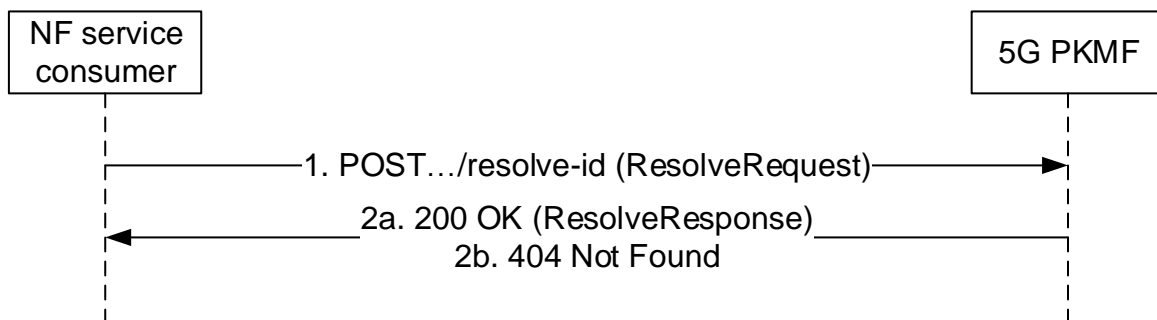 NF service
consumer
5G PKMF
1. POST…/resolve-id (ResolveRequest)
2a. 200 OK (ResolveResponse)
2b. 404 Not Found